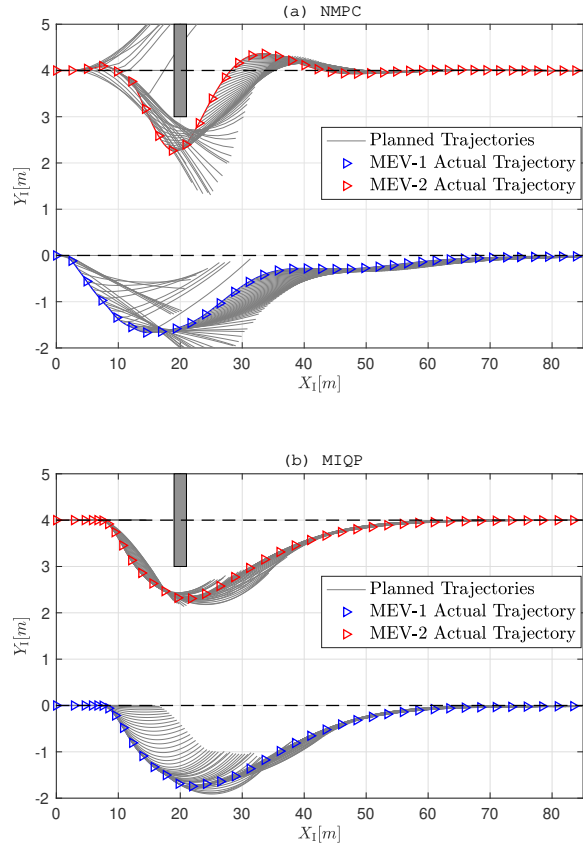 (a) NMPC
5
4
3
2
1
0
-1
-2
Y_I[m]
Planned Trajectories
MEV-1 Actual Trajectory
MEV-2 Actual Trajectory
0 10 20 30 40 50 60 70 80
X_I[m]
(b) MIQP
5
4
3
2
1
0
-1
-2
Y_I[m]
Planned Trajectories
MEV-1 Actual Trajectory
MEV-2 Actual Trajectory
0 10 20 30 40 50 60 70 80
X_I[m]